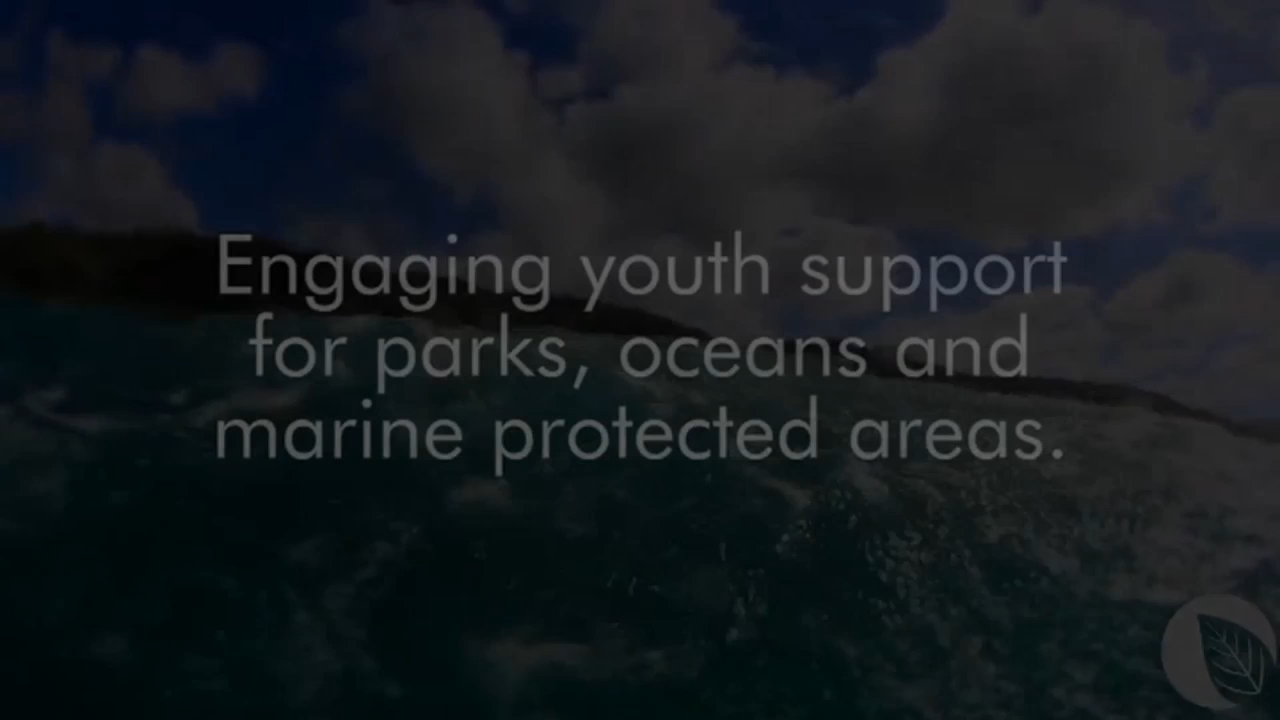 Engaging youth support
for parks, oceans and
marine protected areas.